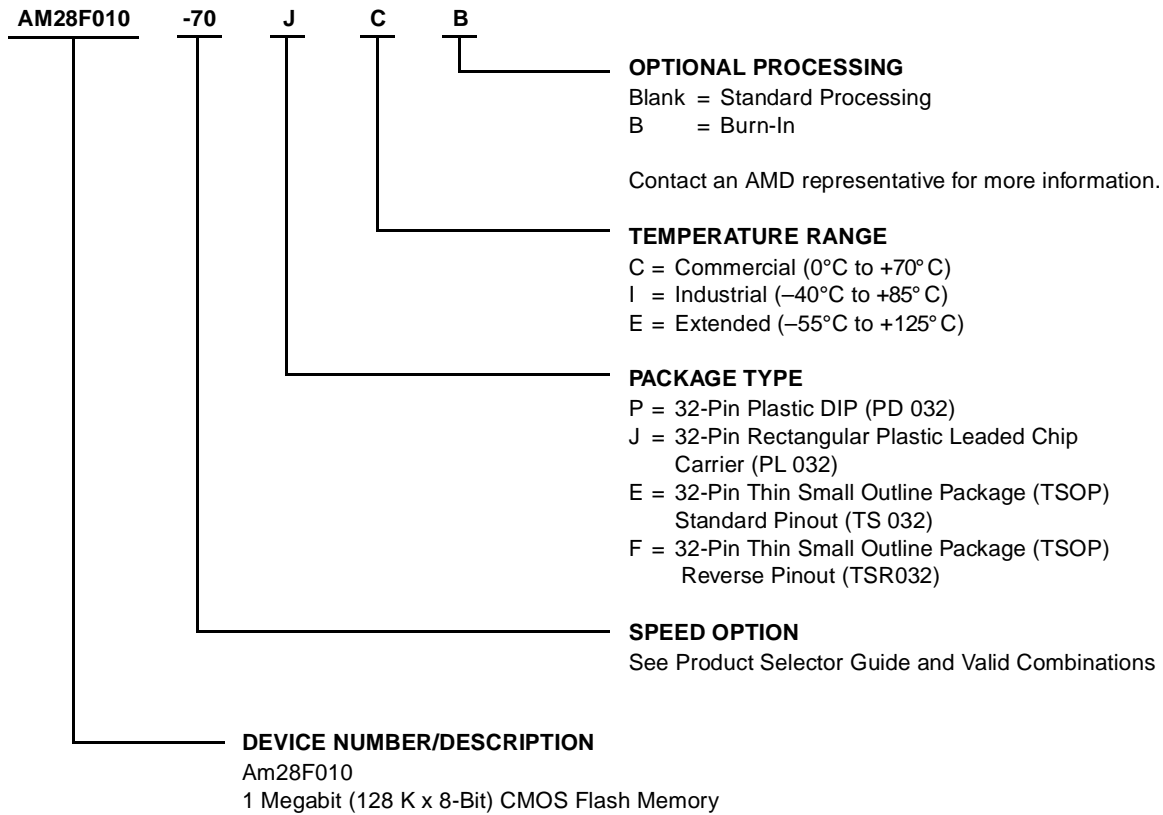 AM28F010 -70 J C B
OPTIONAL PROCESSING
Blank = Standard Processing
B = Burn-In
Contact an AMD representative for more information.
TEMPERATURE RANGE
C = Commercial (0°C to +70°C)
I = Industrial (–40°C to +85°C)
E = Extended (–55°C to +125°C)
PACKAGE TYPE
P = 32-Pin Plastic DIP (PD 032)
J = 32-Pin Rectangular Plastic Leaded Chip
Carrier (PL 032)
E = 32-Pin Thin Small Outline Package (TSOP)
Standard Pinout (TS 032)
F = 32-Pin Thin Small Outline Package (TSOP)
Reverse Pinout (TSR032)
SPEED OPTION
See Product Selector Guide and Valid Combinations
DEVICE NUMBER/DESCRIPTION
Am28F010
1 Megabit (128 K x 8-Bit) CMOS Flash Memory